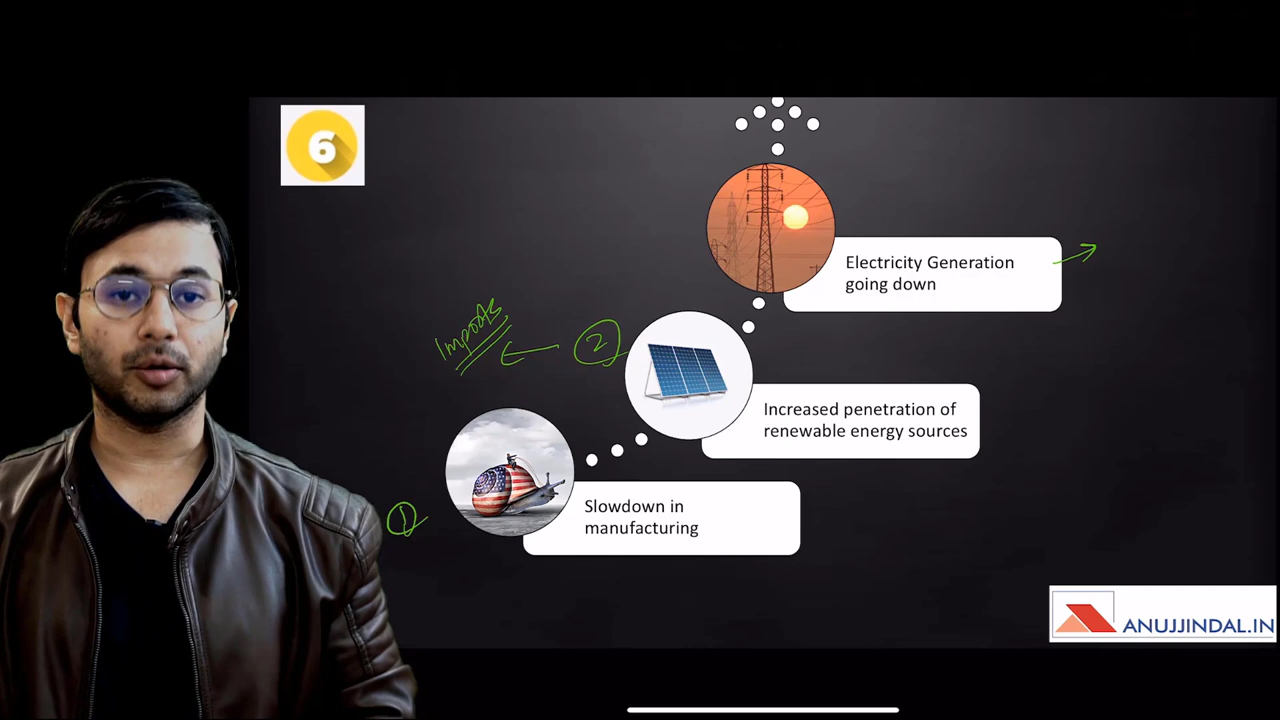 6
Electricity Generation
going down
Imports
2
Increased penetration of
renewable energy sources
1
Slowdown in
manufacturing
ANUJJINDAL.IN